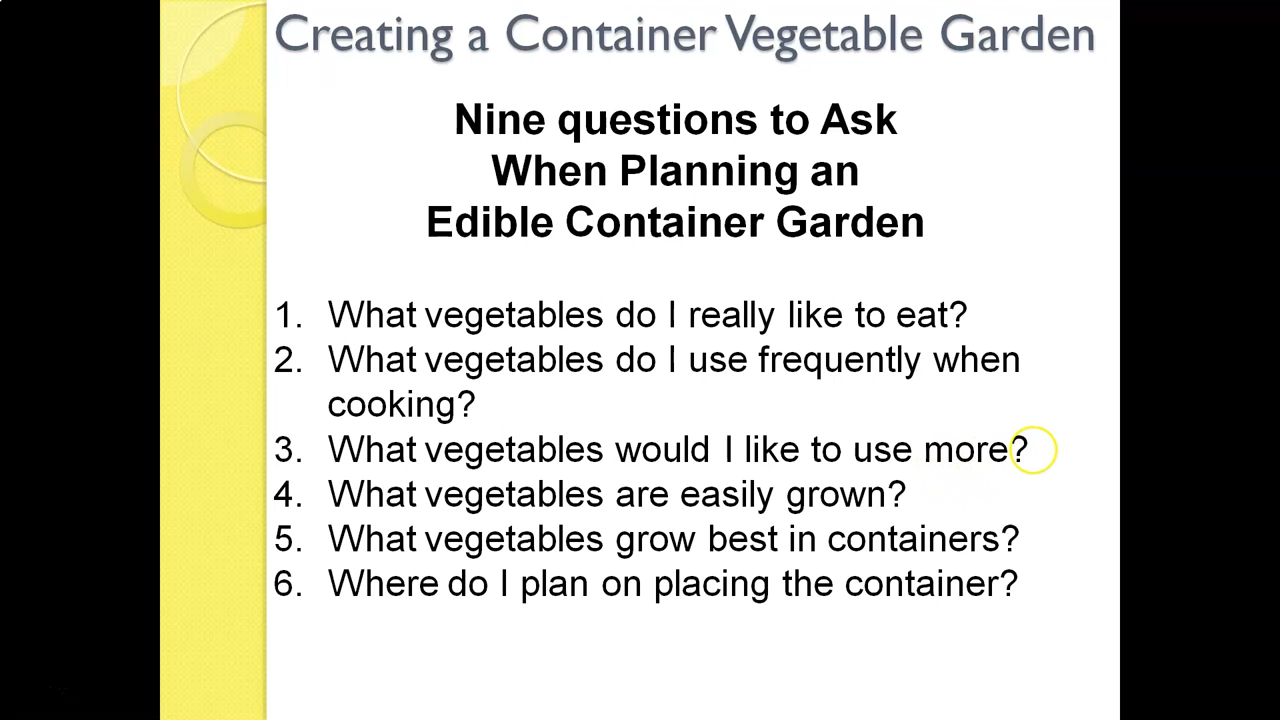 Creating a Container Vegetable Garden
Nine questions to Ask
When Planning an
Edible Container Garden
1. What vegetables do I really like to eat?
2. What vegetables do I use frequently when
cooking?
3. What vegetables would I like to use more?
4. What vegetables are easily grown?
5. What vegetables grow best in containers?
6. Where do I plan on placing the container?